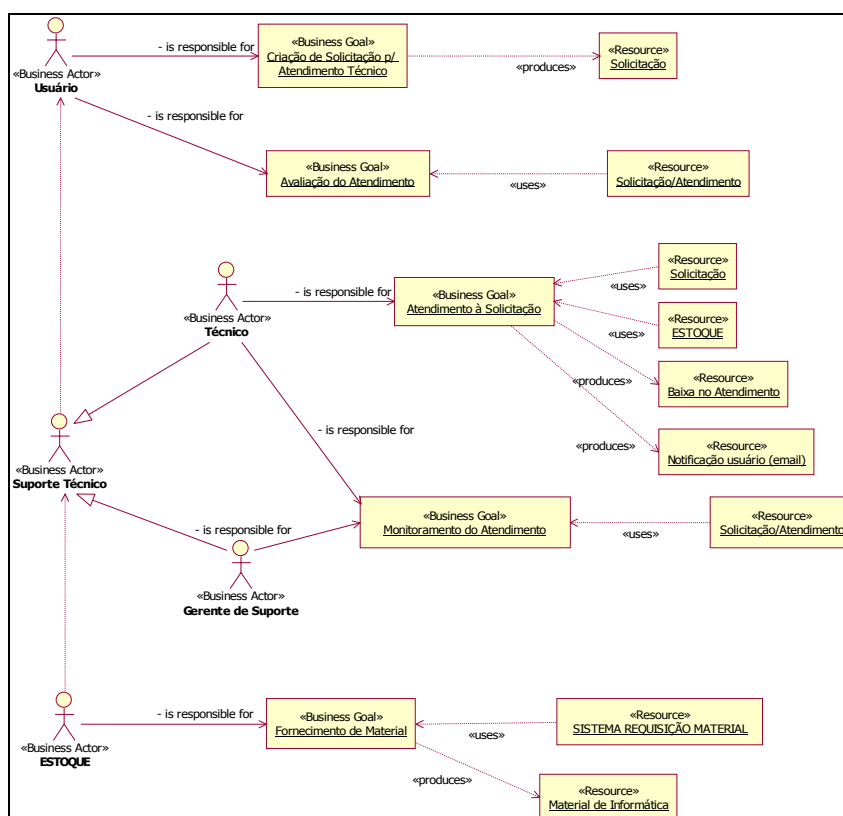 - is responsible for
«Business Goal»
Criação de Solicitação p/
Atendimento Técnico
«produces»
«Resource»
Solicitação
«Business Actor»
Usuário
- is responsible for
«Business Goal»
Avaliação do Atendimento
«uses»
«Resource»
Solicitação/Atendimento
«Business Actor»
Técnico
- is responsible for
«Business Goal»
Atendimento à Solicitação
«uses»
«Resource»
Solicitação
«uses»
«Resource»
ESTOQUE
«produces»
«Resource»
Baixa no Atendimento
- is responsible for
«produces»
«Resource»
Notificação usuário (email)
«Business Actor»
Suporte Técnico
- is responsible for
«Business Goal»
Monitoramento do Atendimento
«uses»
«Resource»
Solicitação/Atendimento
«Business Actor»
Gerente de Suporte
- is responsible for
«Business Goal»
Fornecimento de Material
«uses»
«Resource»
SISTEMA REQUISIÇÃO MATERIAL
«Business Actor»
ESTOQUE
«produces»
«Resource»
Material de Informática